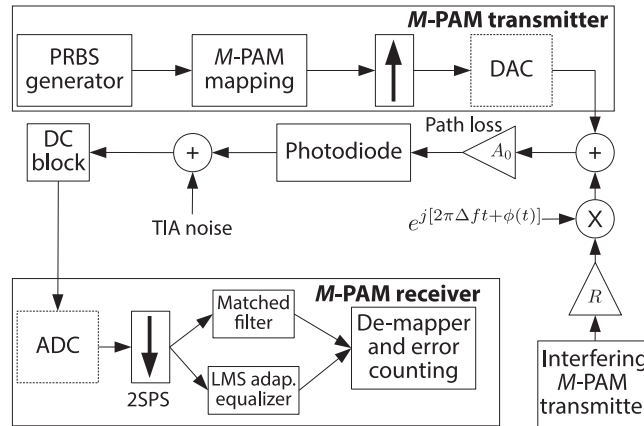 M-PAM transmitter
PRBS
generator
M-PAM
mapping
DAC
DC
block
+
Photodiode
Path loss
A₀
+
TIA noise
e^{j[2πΔft+φ(t)]}
X
R
Interfering
M-PAM
transmitte
M-PAM receiver
ADC
2SPS
Matched
filter
LMS adap.
equalizer
De-mapper
and error
counting